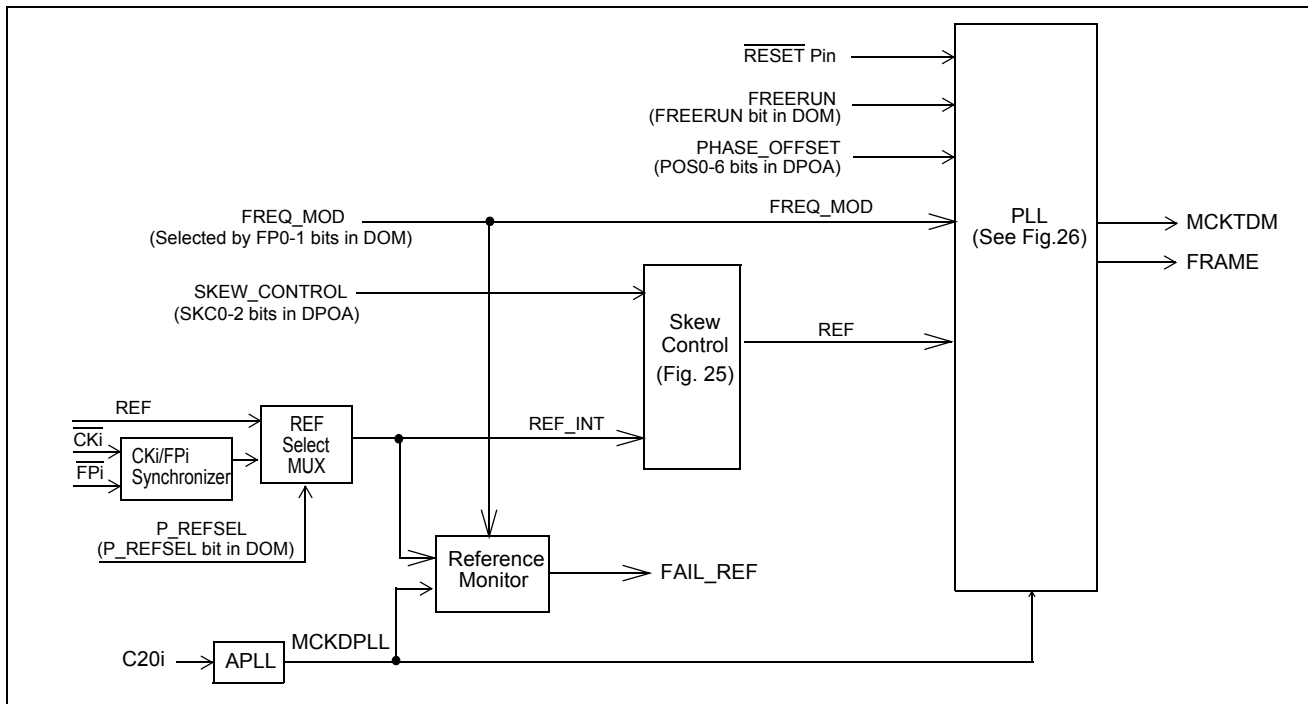 RESET Pin
FREERUN
(FREERUN bit in DOM)
PHASE_OFFSET
(POS0-6 bits in DPOA)
FREQ_MOD
(Selected by FP0-1 bits in DOM)
FREQ_MOD
PLL
(See Fig.26)
MCKTDM
FRAME
SKEW_CONTROL
(SKC0-2 bits in DPOA)
Skew
Control
(Fig. 25)
REF
REF
CKi
FPi
CKi/FPi
Synchronizer
REF
Select
MUX
REF_INT
P_REFSEL
(P_REFSEL bit in DOM)
Reference
Monitor
FAIL_REF
C20i
APLL
MCKDPLL